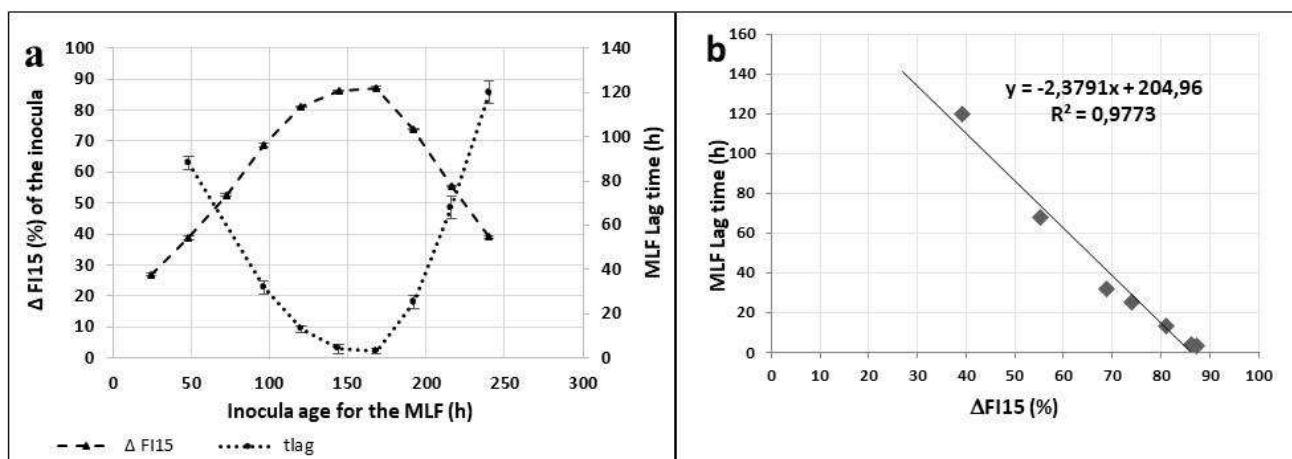 a
100
90
80
70
60
50
40
30
20
10
0
Δ FI15 (%) of the inocula
140
120
100
80
60
40
20
0
MLF Lag time (h)
0 50 100 150 200 250 300
Inocula age for the MLF (h)
Δ FI15 tlag
b
160
140
120
100
80
60
40
20
0
MLF Lag time (h)
y = -2,3791x + 204,96
R² = 0,9773
0 10 20 30 40 50 60 70 80 90 100
ΔFI15 (%)